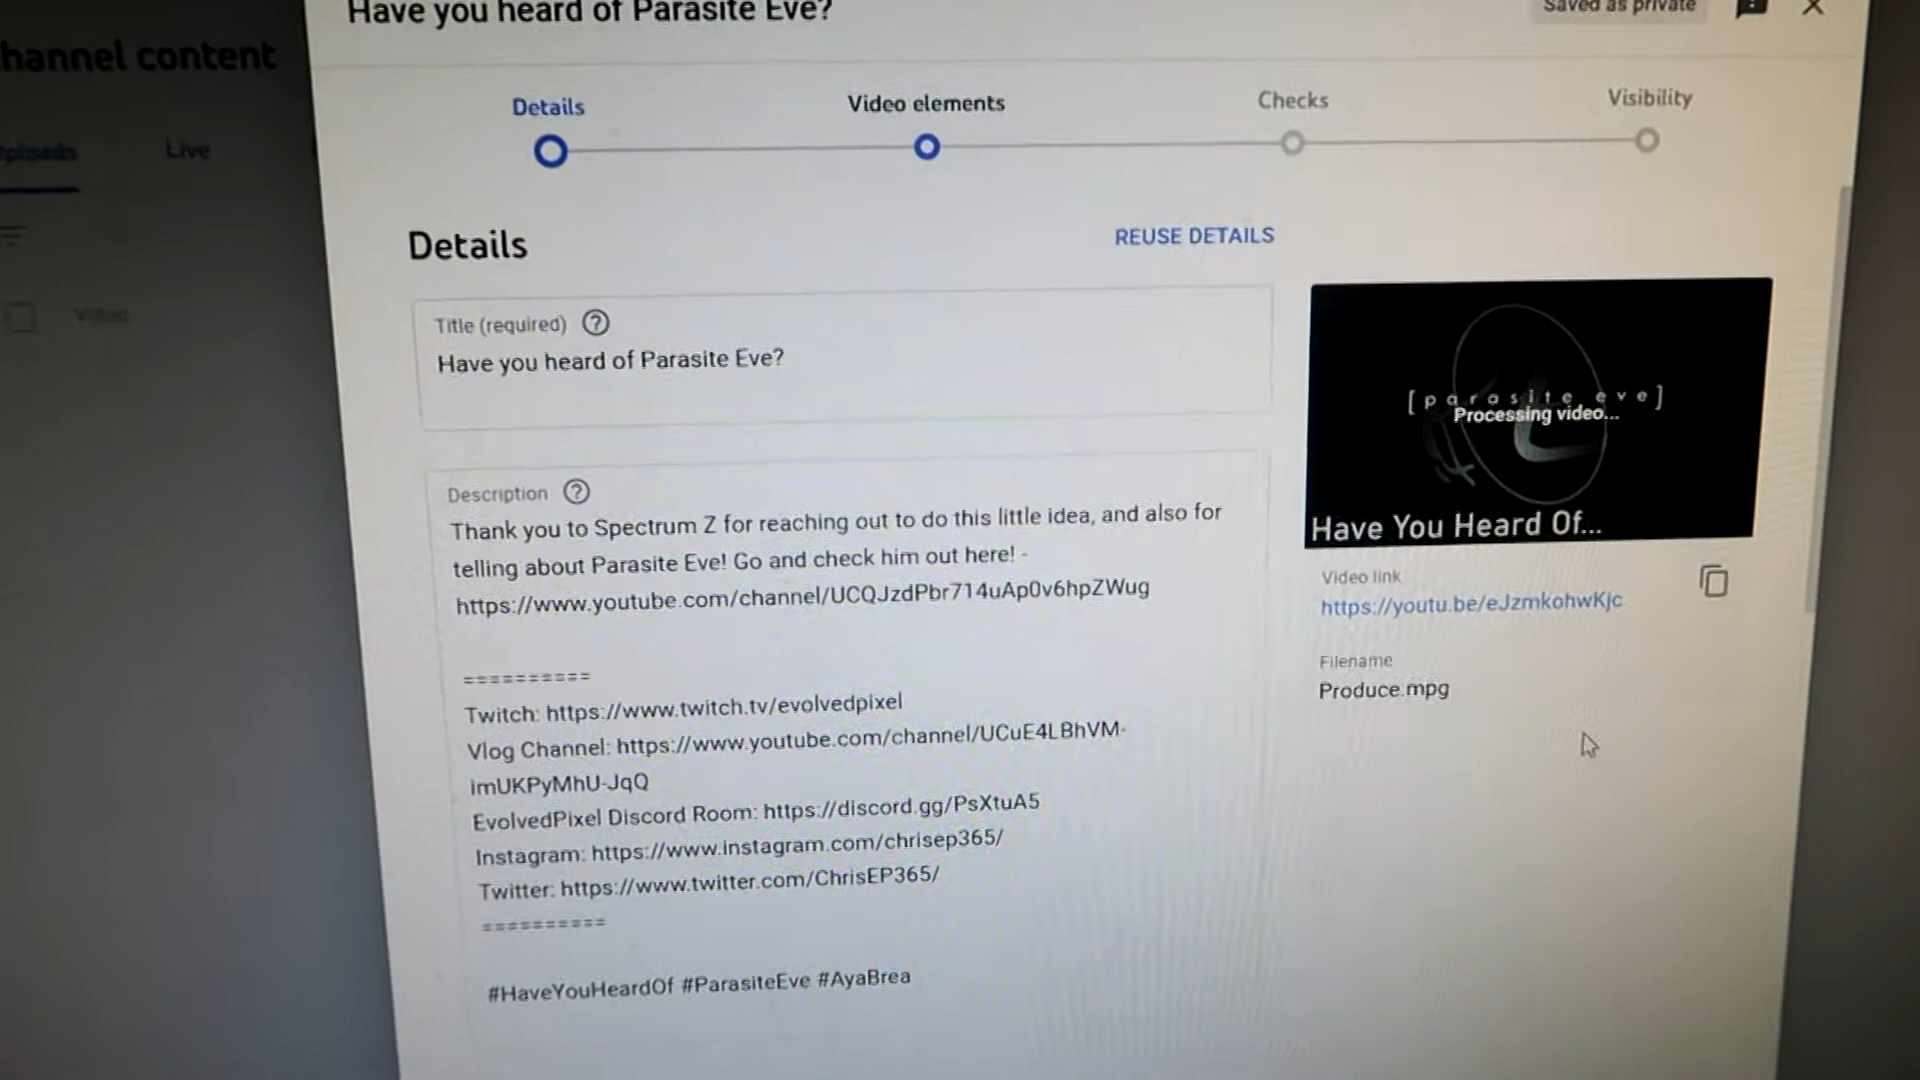 Have you heard of Parasite Eve?
Saved as private
hannel content
Details
Video elements
Checks
Visibility
Uploads
Live
Details
REUSE DETAILS
Video
Title (required)
Have you heard of Parasite Eve?
Description
Thank you to Spectrum Z for reaching out to do this little idea, and also for
telling about Parasite Eve! Go and check him out here! -
https://www.youtube.com/channel/UCQJzdPbr714uAp0v6hpZWug
==========
Twitch: https://www.twitch.tv/evolvedpixel
Vlog Channel: https://www.youtube.com/channel/UCuE4LBhVM-
imUKPyMhU-JqQ
EvolvedPixel Discord Room: https://discord.gg/PsXtuA5
Instagram: https://www.instagram.com/chrisep365/
Twitter: https://www.twitter.com/ChrisEP365/
==========
#HaveYouHeardOf #ParasiteEve #AyaBrea
[parasite eve]
Processing video...
Have You Heard Of...
Video link
https://youtu.be/eJzmkohwKjc
Filename
Produce.mpg